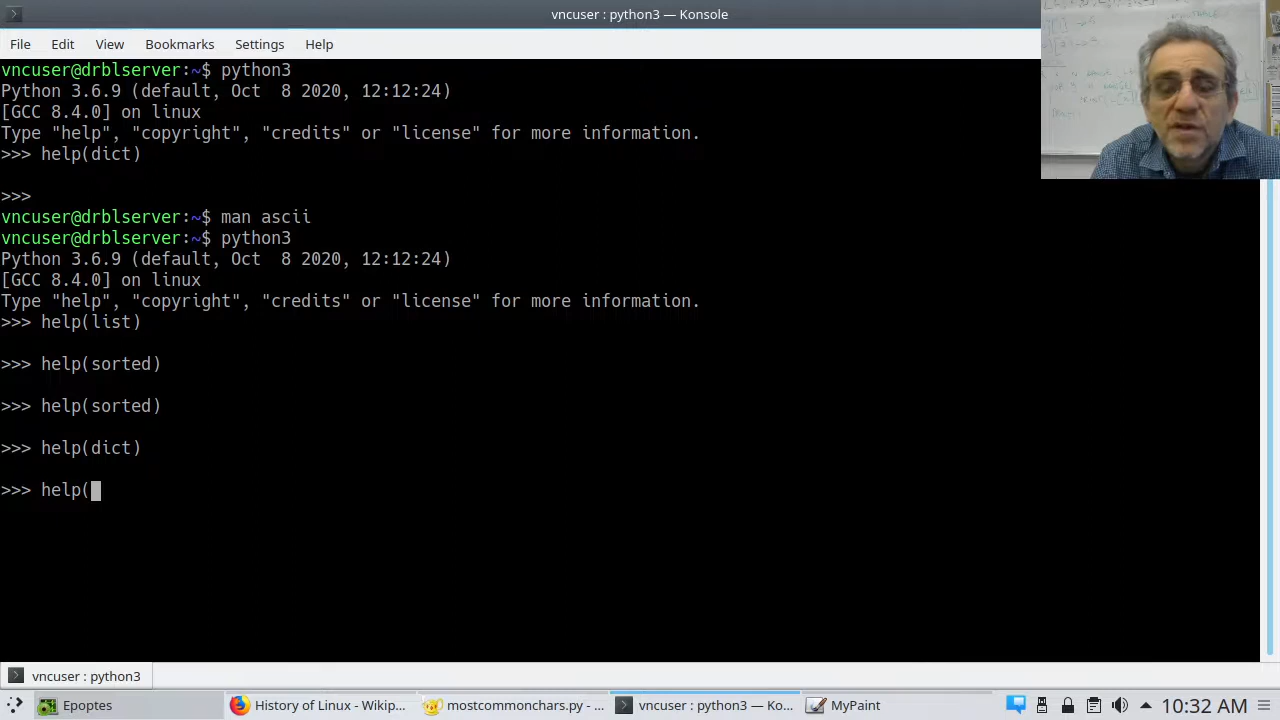 vncuser : python3 — Konsole
File Edit View Bookmarks Settings Help
vncuser@drblserver:~$ python3
Python 3.6.9 (default, Oct  8 2020, 12:12:24)
[GCC 8.4.0] on linux
Type "help", "copyright", "credits" or "license" for more information.
>>> help(dict)
>>>
vncuser@drblserver:~$ man ascii
vncuser@drblserver:~$ python3
Python 3.6.9 (default, Oct  8 2020, 12:12:24)
[GCC 8.4.0] on linux
Type "help", "copyright", "credits" or "license" for more information.
>>> help(list)
>>> help(sorted)
>>> help(sorted)
>>> help(dict)
>>> help(
vncuser : python3
Epoptes History of Linux - Wikip... mostcommonchars.py - ... vncuser : python3 — Ko... MyPaint 10:32 AM